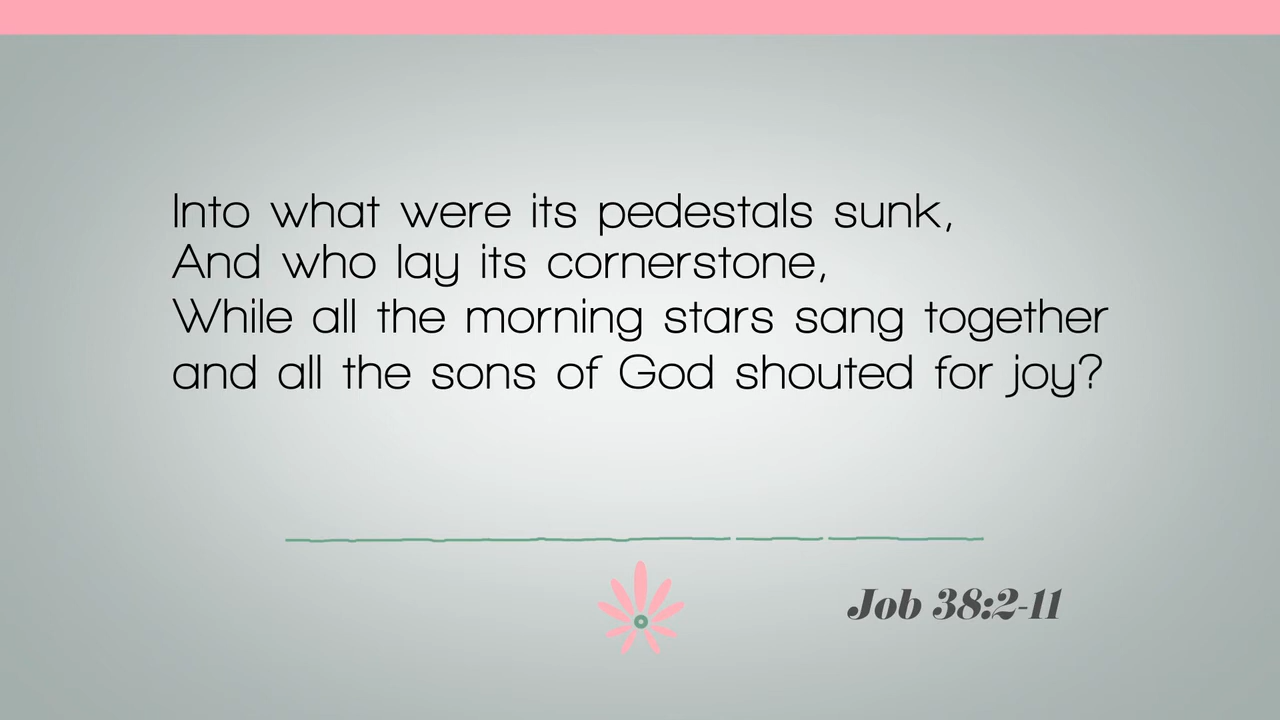 Into what were its pedestals sunk,
And who lay its cornerstone,
While all the morning stars sang together
and all the sons of God shouted for joy?
Job 38:2-11